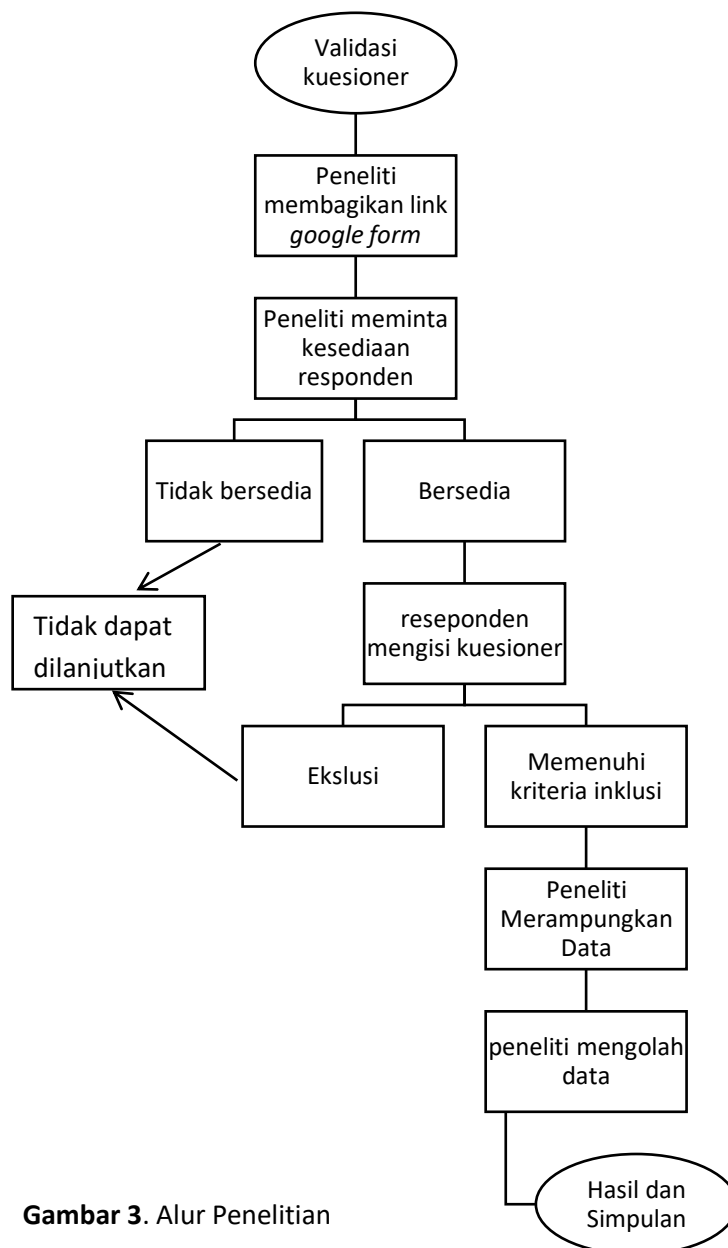 Validasi
kuesioner
Peneliti
membagikan link
google form
Peneliti meminta
kesediaan
responden
Tidak bersedia
Bersedia
Tidak dapat
dilanjutkan
reseponden
mengisi kuesioner
Ekslusi
Memenuhi
kriteria inklusi
Peneliti
Merampungkan
Data
peneliti mengolah
data
Hasil dan
Simpulan
Gambar 3. Alur Penelitian